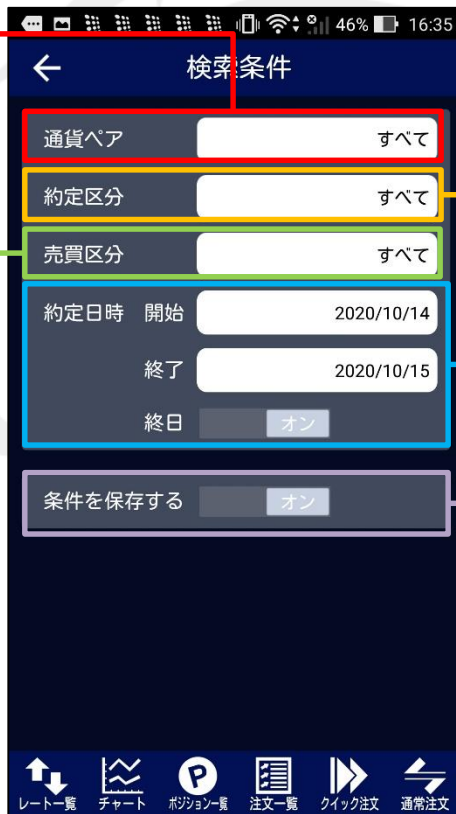 46% 16:35
検索条件
通貨ペア すべて
約定区分 すべて
売買区分 すべて
約定日時 開始 2020/10/14
終了 2020/10/15
終日 オン
条件を保存する オン
レート一覧 チャート ポジション一覧 注文一覧 クイック注文 通常注文